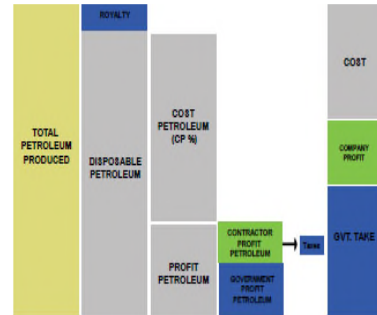 TOTAL
PETROLEUM
PRODUCED
ROYALTY
DISPOSABLE
PETROLEUM
COST
PETROLEUM
(CP %)
PROFIT
PETROLEUM
CONTRACTOR
PROFIT
PETROLEUM
GOVERNMENT
PROFIT
PETROLEUM
Taxes
COST
COMPANY
PROFIT
GVT. TAKE